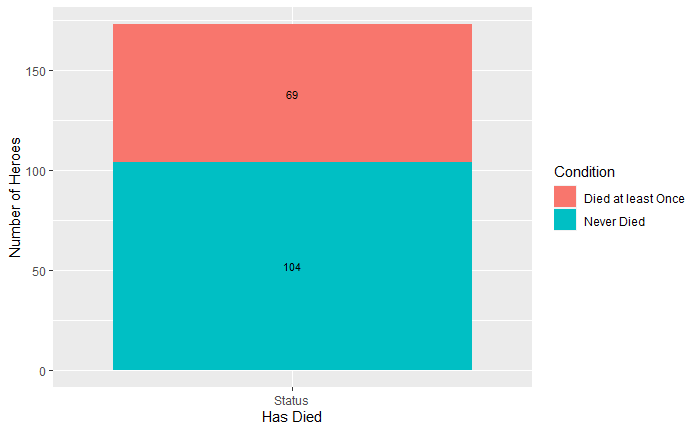 Number of Heroes
150
100
50
0
69
104
Status
Has Died
Condition
Died at least Once
Never Died